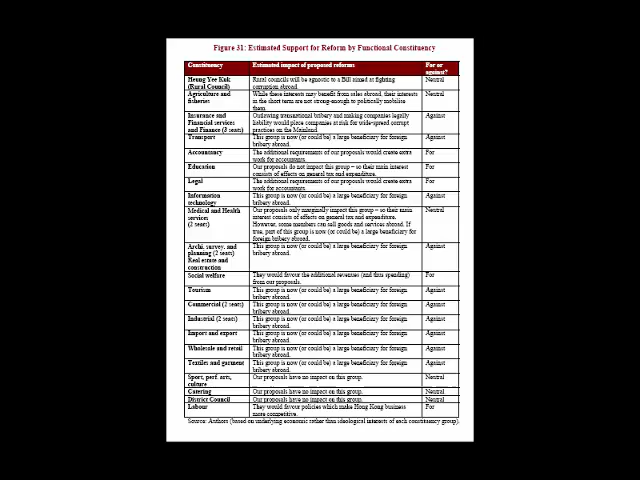 Figure 31: Estimated Support for Reform by Functional Constituency
Constituency Estimated impact of proposed reforms For or
against?
Heung Yee Kuk Rural councils will be agnostic to a Bill aimed at fighting Neutral
(Rural Council) corruption abroad.
Agriculture and While these interests may benefit from sales abroad, their interests Neutral
fisheries in the short term are not strong-enough to politically mobilise
them.
Insurance and Outlawing transnational bribery and making companies legally Against
Financial services liability would place companies at risk for wide-spread corrupt
and Finance (3 seats) practices on the Mainland.
Transport This group is now (or could be) a large beneficiary for foreign Against
bribery abroad.
Accountancy The additional requirements of our proposals would create extra For
work for accountants.
Education Our proposals do not impact this group – so their main interest For
consists of effects on general tax and expenditure.
Legal The additional requirements of our proposals would create extra For
work for accountants.
Information This group is now (or could be) a large beneficiary for foreign Against
technology bribery abroad.
Medical and Health Our proposals only marginally impact this group – so their main Neutral
services interest consists of effects on general tax and expenditure.
(2 seats) However, some members can sell goods and services abroad. If
true, part of this group is now (or could be) a large beneficiary for
foreign bribery abroad.
Archi, survey, and This group is now (or could be) a large beneficiary for foreign Against
planning (2 seats) bribery abroad.
Real estate and
construction
Social welfare They would favour the additional revenues (and thus spending) For
from our proposals.
Tourism This group is now (or could be) a large beneficiary for foreign Against
bribery abroad.
Commercial (2 seats) This group is now (or could be) a large beneficiary for foreign Against
bribery abroad.
Industrial (2 seats) This group is now (or could be) a large beneficiary for foreign Against
bribery abroad.
Import and export This group is now (or could be) a large beneficiary for foreign Against
bribery abroad.
Wholesale and retail This group is now (or could be) a large beneficiary for foreign Against
bribery abroad.
Textiles and garment This group is now (or could be) a large beneficiary for foreign Against
bribery abroad.
Sport, perf. arts, Our proposals have no impact on this group. Neutral
culture
Catering Our proposals have no impact on this group. Neutral
District Council Our proposals have no impact on this group. Neutral
Labour They would favour policies which make Hong Kong business For
more competitive.
Source: Authors (based on underlying economic rather than ideological interests of each constituency group).